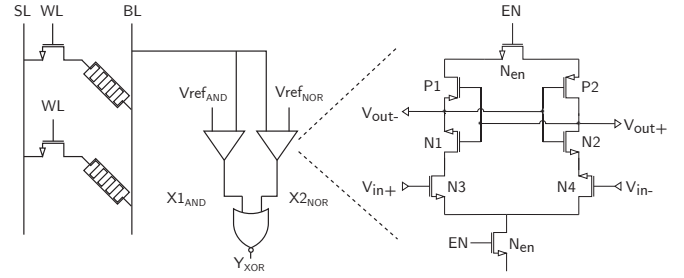 SL WL BL
WL
Vref_AND Vref_NOR
X1_AND X2_NOR
Y_XOR
EN
N_en
P1 P2
V_out- V_out+
N1 N2
V_in+ N3 N4 V_in-
EN N_en